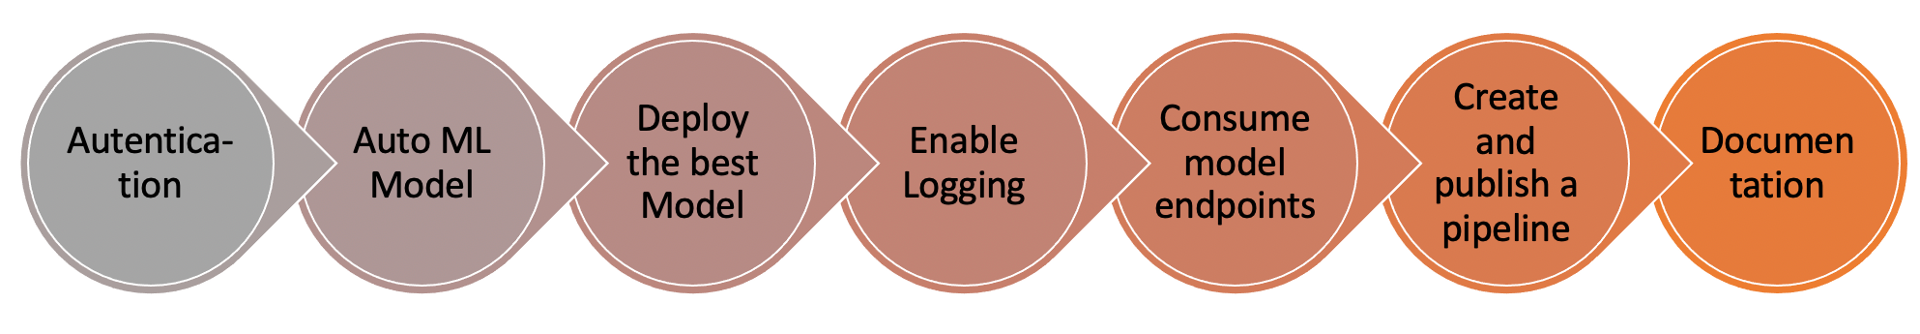 Autentica-
tion
Auto ML
Model
Deploy
the best
Model
Enable
Logging
Consume
model
endpoints
Create
and
publish a
pipeline
Documen
tation